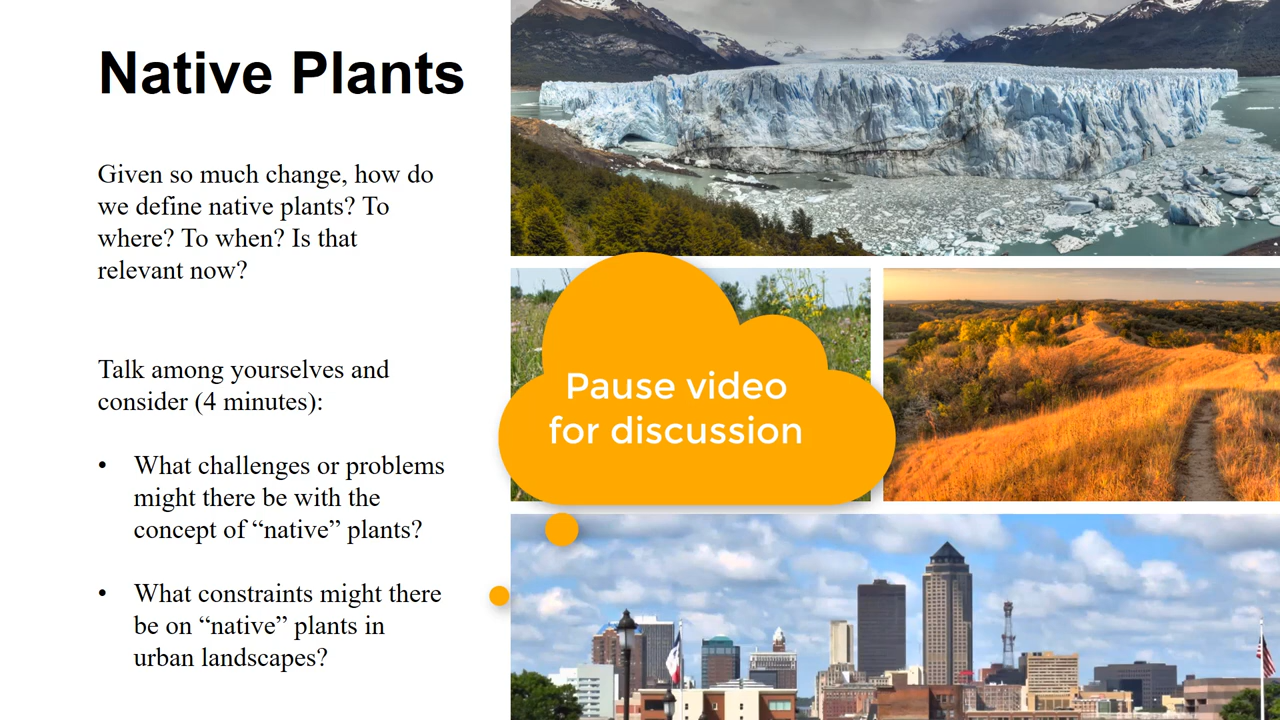 Native Plants
Given so much change, how do
we define native plants? To
where? To when? Is that
relevant now?
Talk among yourselves and
consider (4 minutes):
• What challenges or problems
might there be with the
concept of “native” plants?
• What constraints might there
be on “native” plants in
urban landscapes?
Pause video
for discussion